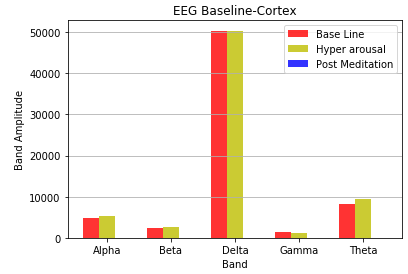 EEG Baseline-Cortex
Base Line
Hyper arousal
Post Meditation
Band Amplitude
50000
40000
30000
20000
10000
0
Alpha Beta Delta Gamma Theta
Band